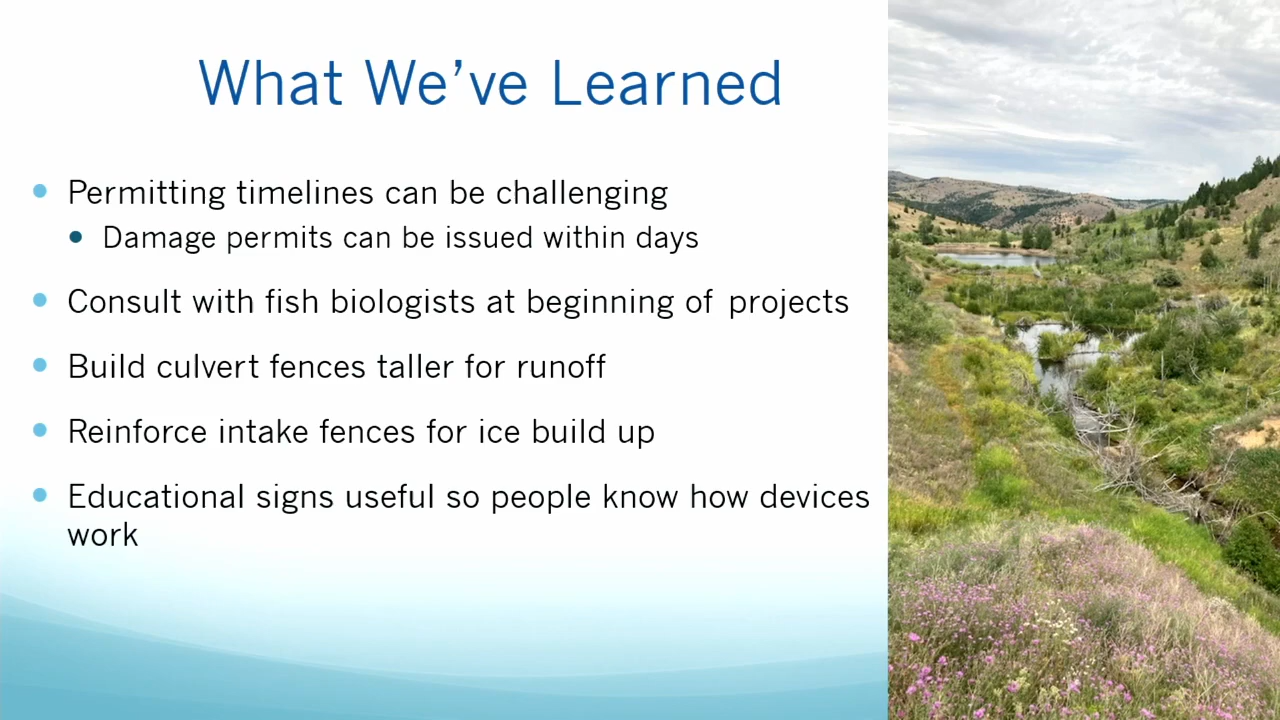 What We’ve Learned
Permitting timelines can be challenging
Damage permits can be issued within days
Consult with fish biologists at beginning of projects
Build culvert fences taller for runoff
Reinforce intake fences for ice build up
Educational signs useful so people know how devices
work